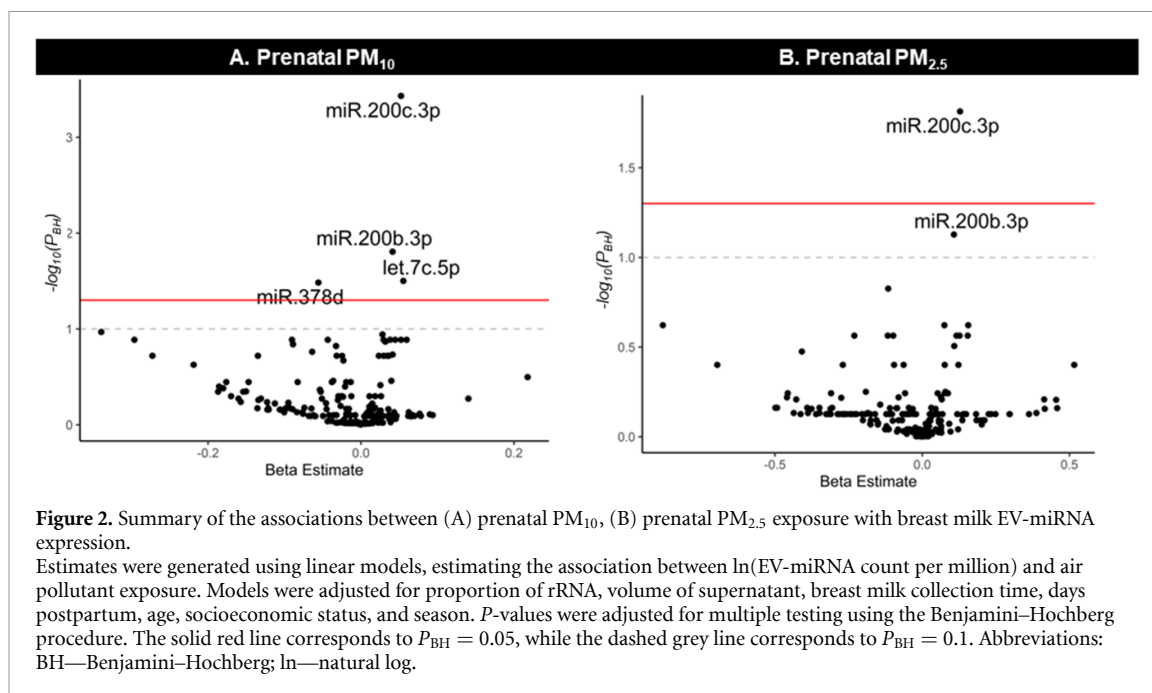 A. Prenatal PM10
B. Prenatal PM2.5
miR.200c.3p
miR.200b.3p
let.7c.5p
miR.378d
-log10(PBH)
3
2
1
0
-0.2
0.0
0.2
Beta Estimate
miR.200c.3p
miR.200b.3p
-log10(PBH)
1.5
1.0
0.5
0.0
-0.5
0.0
0.5
Beta Estimate
Figure 2. Summary of the associations between (A) prenatal PM10, (B) prenatal PM2.5 exposure with breast milk EV-miRNA
expression.
Estimates were generated using linear models, estimating the association between ln(EV-miRNA count per million) and air
pollutant exposure. Models were adjusted for proportion of rRNA, volume of supernatant, breast milk collection time, days
postpartum, age, socioeconomic status, and season. P-values were adjusted for multiple testing using the Benjamini–Hochberg
procedure. The solid red line corresponds to PBH = 0.05, while the dashed grey line corresponds to PBH = 0.1. Abbreviations:
BH—Benjamini–Hochberg; ln—natural log.